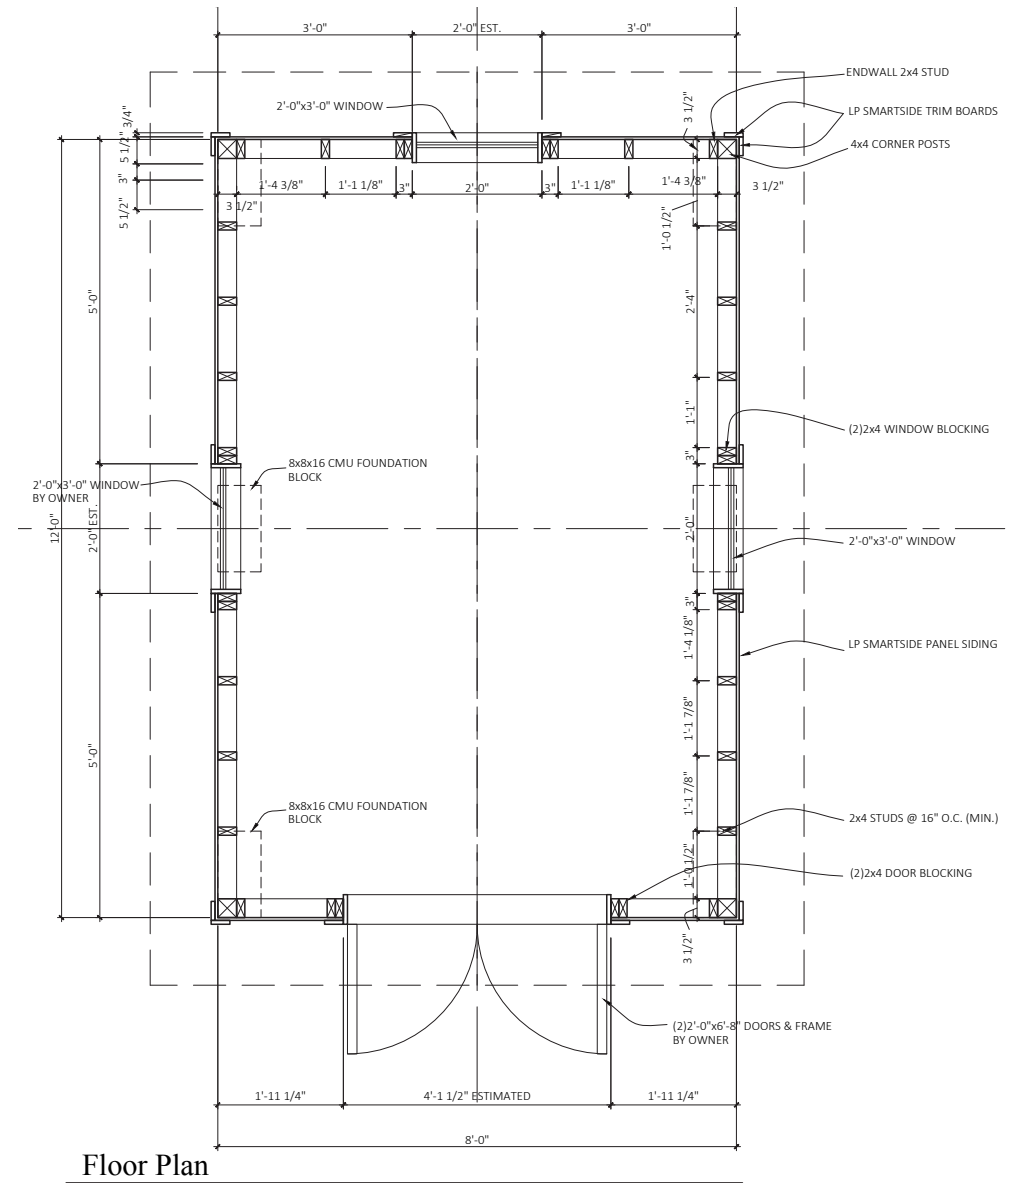 3'-0"
2'-0" EST.
3'-0"
ENDWALL 2x4 STUD
2'-0"x3'-0" WINDOW
3 1/2"
LP SMARTSIDE TRIM BOARDS
3/4"
5 1/2"
4x4 CORNER POSTS
3"
5 1/2"
1'-4 3/8"
1'-1 1/8"
3"
2'-0"
3"
1'-1 1/8"
1'-4 3/8"
3 1/2"
3 1/2"
1'-0 1/2"
5'-0"
2'-4"
1'-1"
(2)2x4 WINDOW BLOCKING
3"
8x8x16 CMU FOUNDATION
BLOCK
2'-0"x3'-0" WINDOW
BY OWNER
12'-0"
2'-0" EST.
2'-0"
2'-0"x3'-0" WINDOW
3"
1'-4 1/8"
LP SMARTSIDE PANEL SIDING
1'-1 7/8"
5'-0"
1'-1 7/8"
8x8x16 CMU FOUNDATION
BLOCK
2x4 STUDS @ 16" O.C. (MIN.)
1'-0 1/2"
(2)2x4 DOOR BLOCKING
3 1/2"
(2)2'-0"x6'-8" DOORS & FRAME
BY OWNER
1'-11 1/4"
4'-1 1/2" ESTIMATED
1'-11 1/4"
8'-0"
Floor Plan